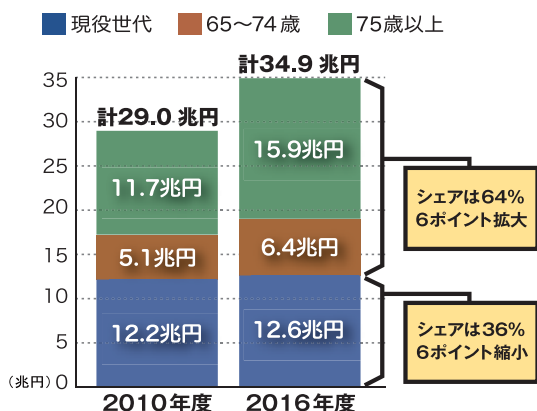 現役世代 65〜74歳 75歳以上
計29.0兆円
計34.9兆円
35
30
25
20
15
10
5
(兆円)0
11.7兆円
5.1兆円
12.2兆円
15.9兆円
6.4兆円
12.6兆円
シェアは64%
6ポイント拡大
シェアは36%
6ポイント縮小
2010年度 2016年度